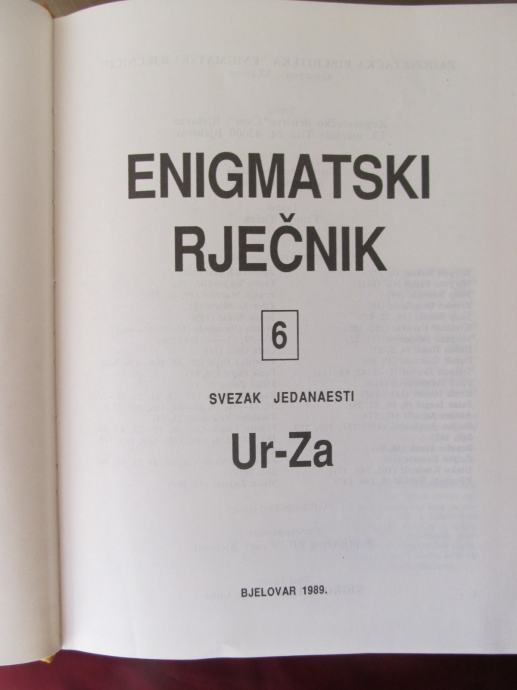 ENIGMATSKI
RJEČNIK
6
SVEZAK JEDANAESTI
Ur-Za
BJELOVAR 1989.